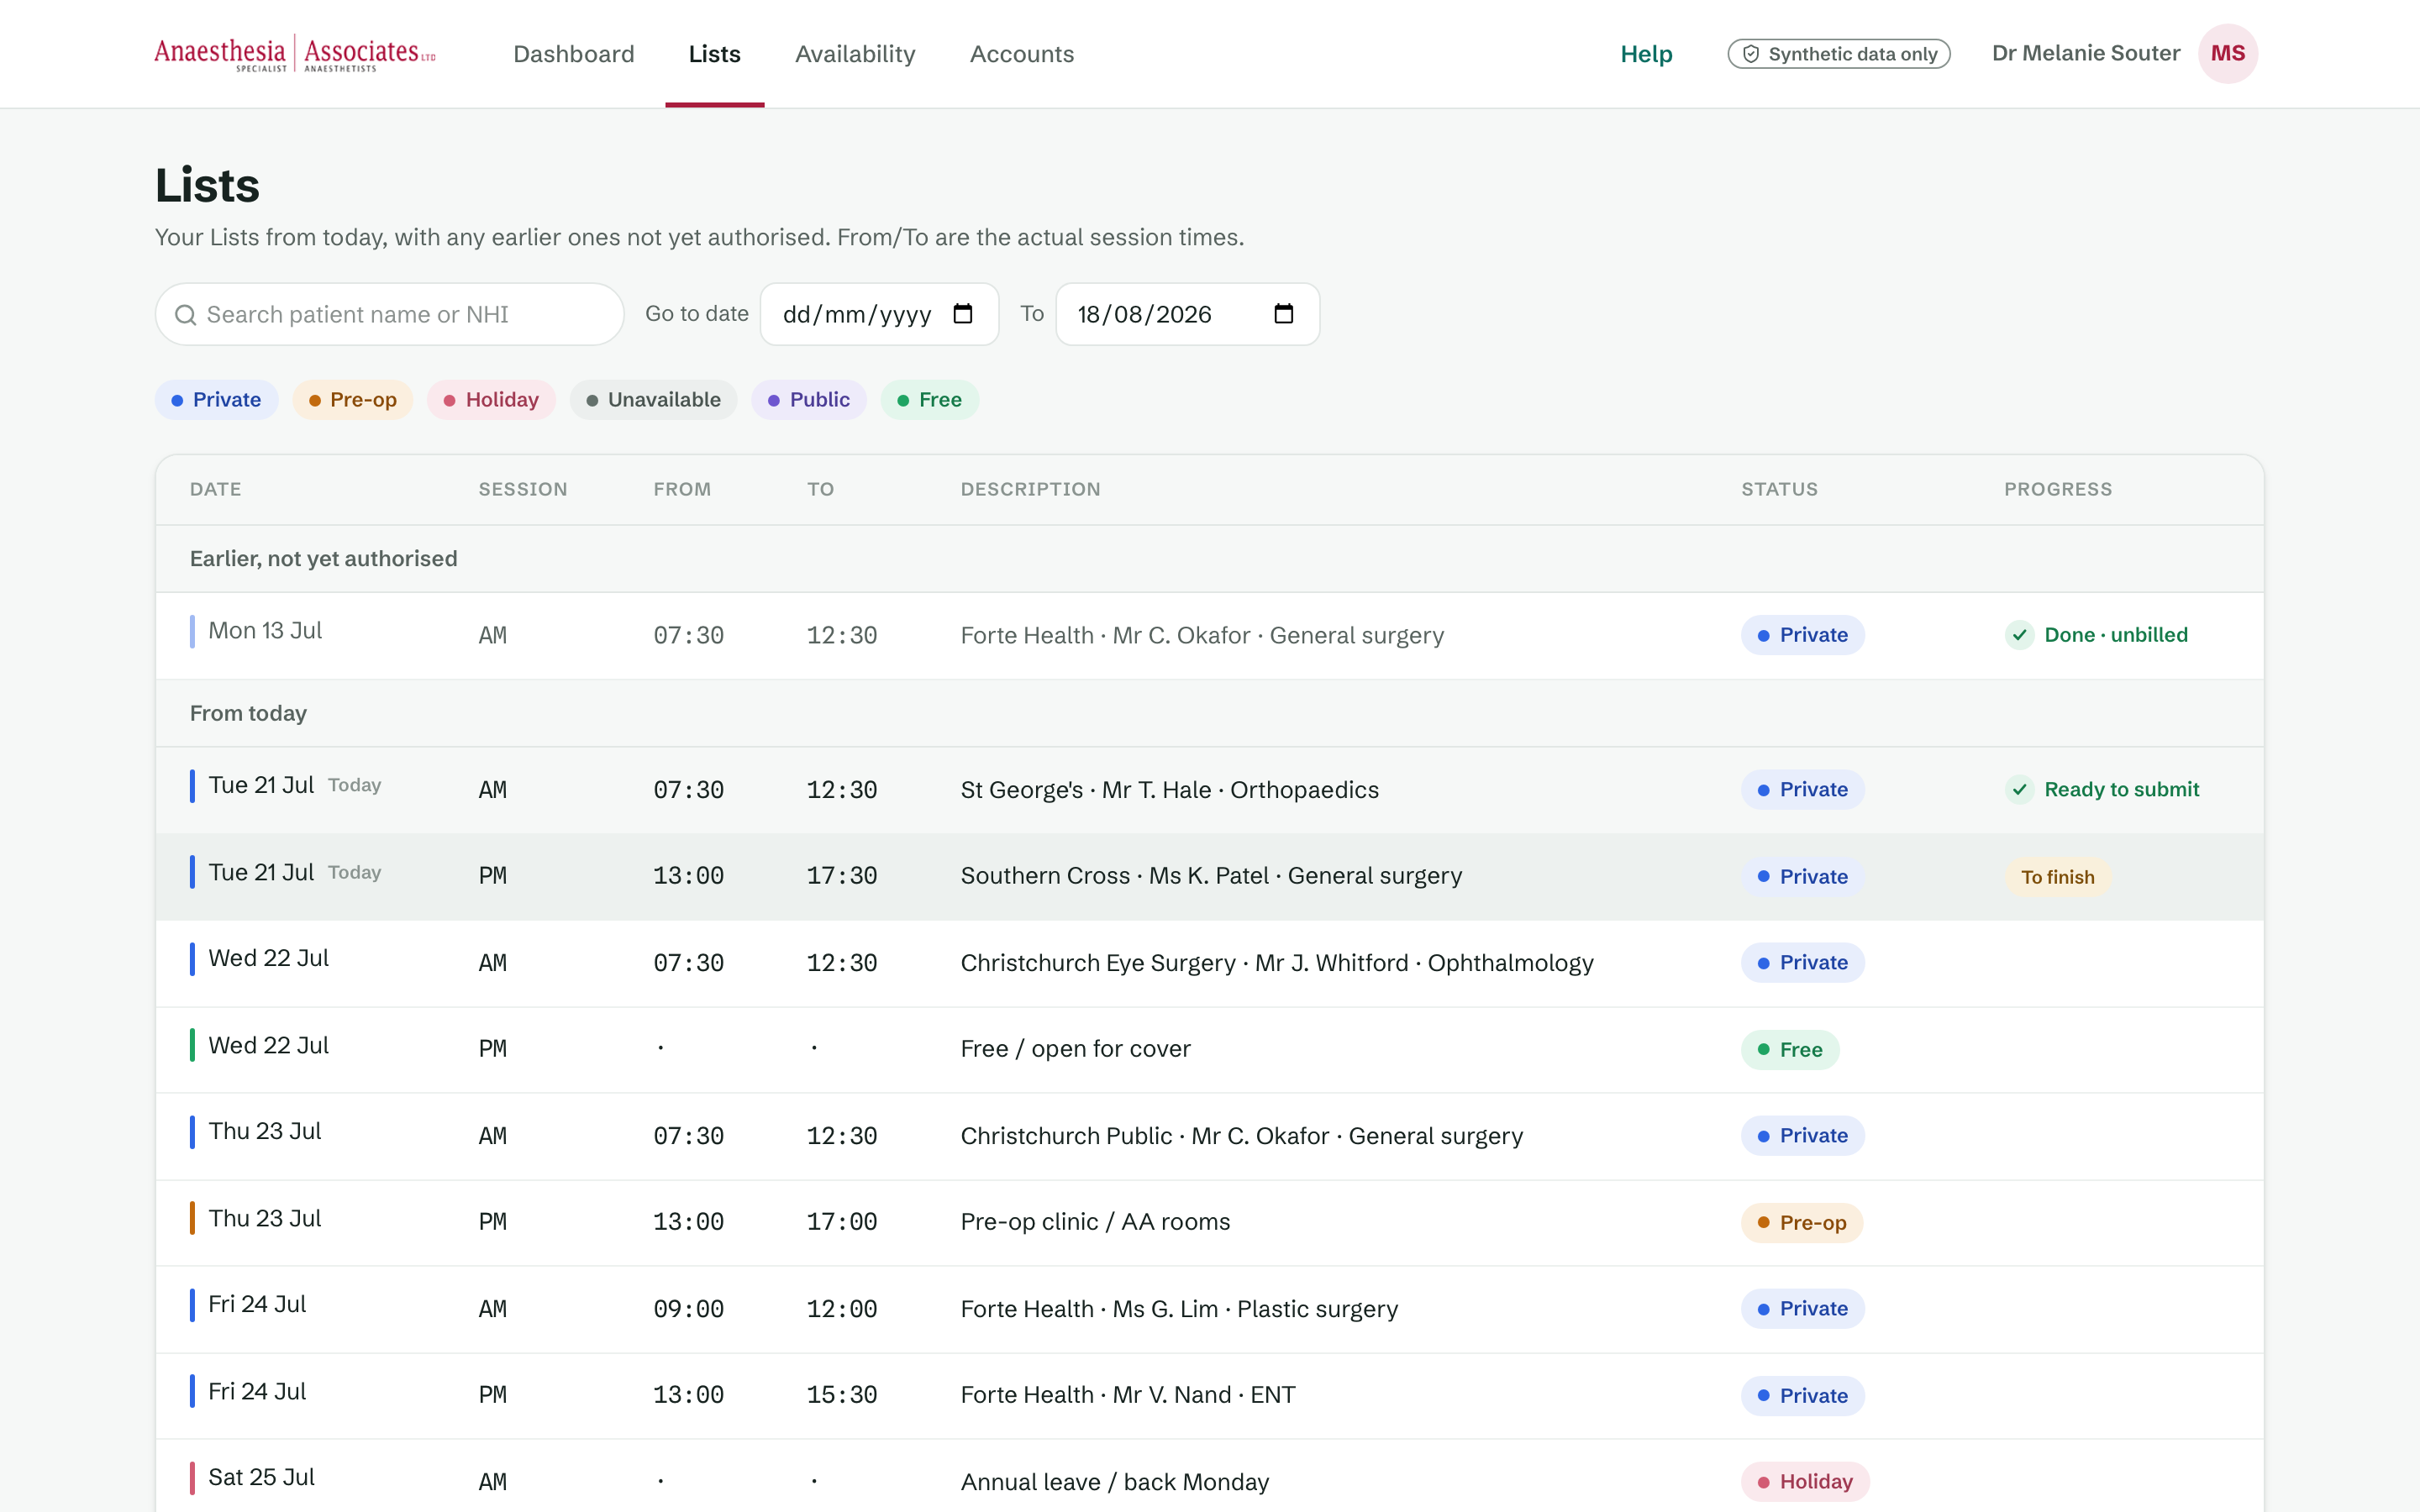 Anaesthesia | Associates LTD
SPECIALIST ANAESTHETISTS
Dashboard Lists Availability Accounts
Help Synthetic data only Dr Melanie Souter MS
Lists
Your Lists from today, with any earlier ones not yet authorised. From/To are the actual session times.
Search patient name or NHI Go to date dd/mm/yyyy To 18/08/2026
Private Pre-op Holiday Unavailable Public Free
DATE SESSION FROM TO DESCRIPTION STATUS PROGRESS
Earlier, not yet authorised
Mon 13 Jul AM 07:30 12:30 Forte Health · Mr C. Okafor · General surgery Private Done · unbilled
From today
Tue 21 Jul Today AM 07:30 12:30 St George's · Mr T. Hale · Orthopaedics Private Ready to submit
Tue 21 Jul Today PM 13:00 17:30 Southern Cross · Ms K. Patel · General surgery Private To finish
Wed 22 Jul AM 07:30 12:30 Christchurch Eye Surgery · Mr J. Whitford · Ophthalmology Private
Wed 22 Jul PM · · Free / open for cover Free
Thu 23 Jul AM 07:30 12:30 Christchurch Public · Mr C. Okafor · General surgery Private
Thu 23 Jul PM 13:00 17:00 Pre-op clinic / AA rooms Pre-op
Fri 24 Jul AM 09:00 12:00 Forte Health · Ms G. Lim · Plastic surgery Private
Fri 24 Jul PM 13:00 15:30 Forte Health · Mr V. Nand · ENT Private
Sat 25 Jul AM · · Annual leave / back Monday Holiday